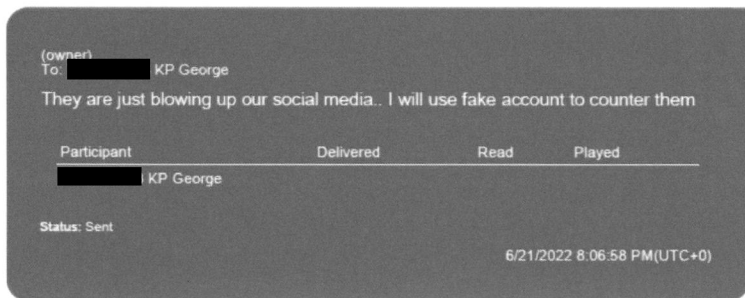 (owner)
To: KP George
They are just blowing up our social media.. I will use fake account to counter them
Participant Delivered Read Played
KP George
Status: Sent
6/21/2022 8:06:58 PM(UTC+0)